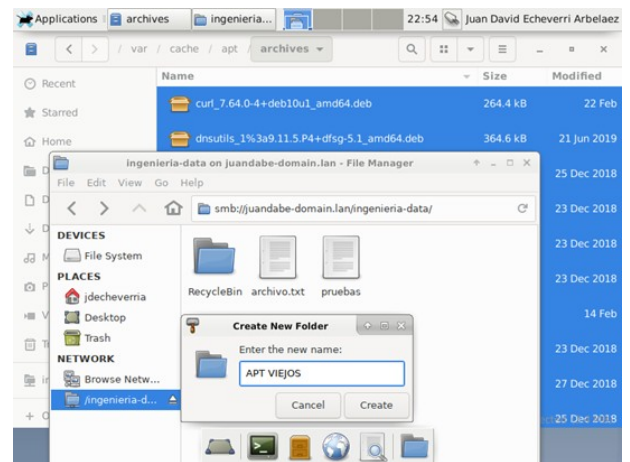 Applications archives ingenieria... 22:54 Juan David Echeverri Arbelaez
/ var / cache / apt / archives
Recent
Starred
Home
Name Size Modified
curl_7.64.0-4+deb10u1_amd64.deb 264.4 kB 22 Feb
dnsutils_1%3a9.11.5.P4+dfsg-5.1_amd64.deb 364.6 kB 21 Jun 2019
25 Dec 2018
23 Dec 2018
23 Dec 2018
23 Dec 2018
14 Feb
23 Dec 2018
27 Dec 2018
25 Dec 2018
ingenieria-data on juandabe-domain.lan - File Manager
File Edit View Go Help
smb://juandabe-domain.lan/ingenieria-data/
DEVICES
File System
PLACES
jdecheverria
Desktop
Trash
NETWORK
Browse Netw...
/ingenieria-d...
RecycleBin archivo.txt pruebas
Create New Folder
Enter the new name:
APT VIEJOS
Cancel Create